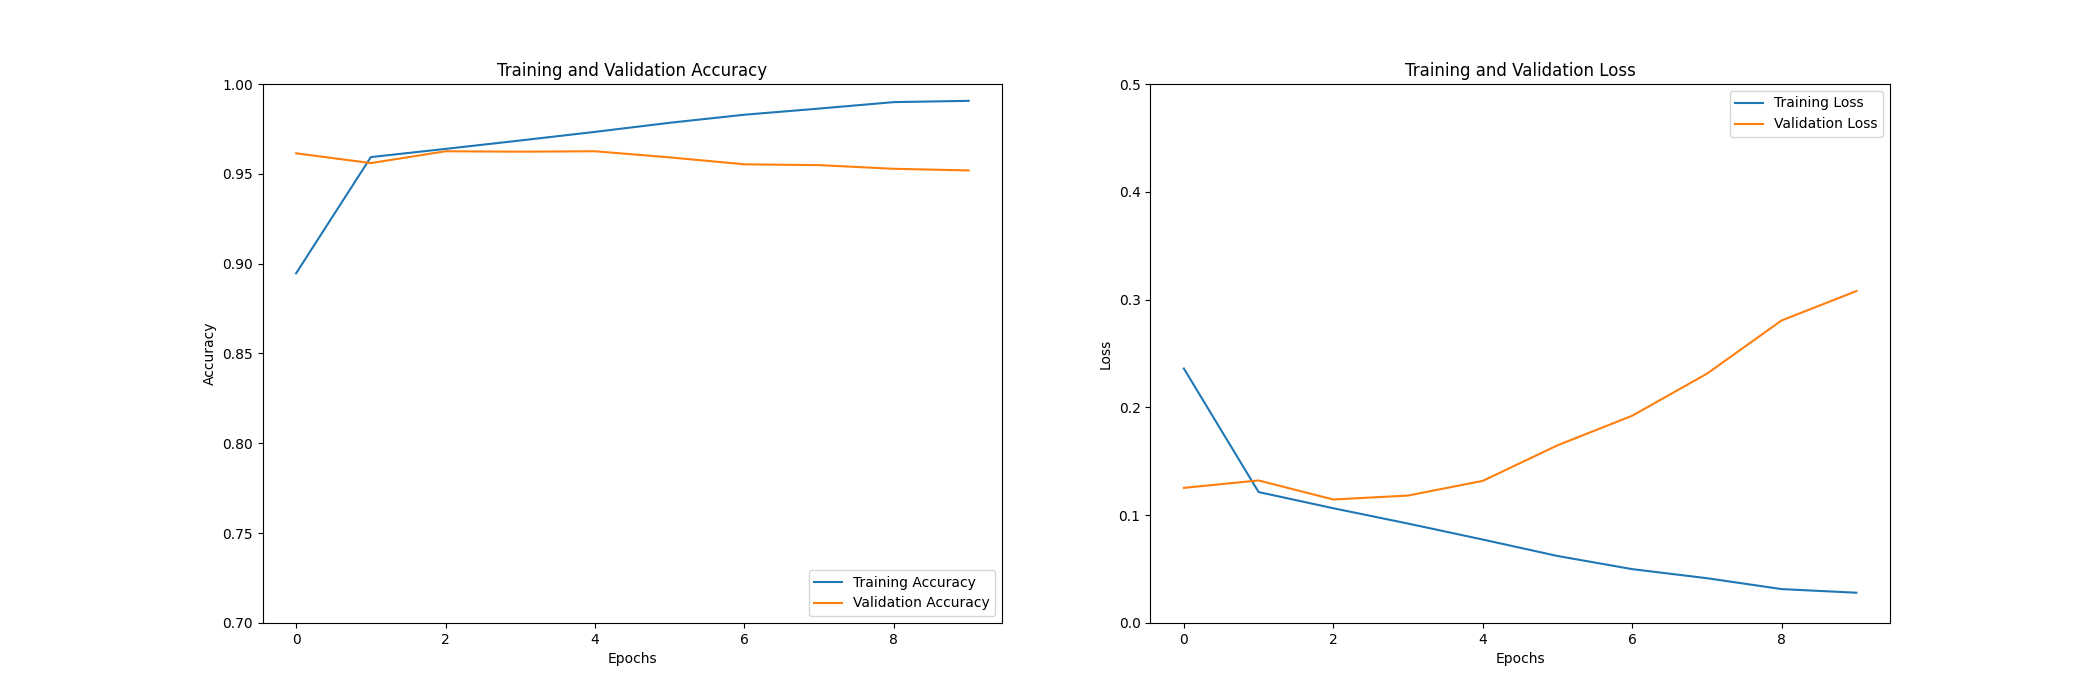 Training and Validation Accuracy
1.00
0.95
0.90
0.85
0.80
0.75
0.70
Accuracy
0 2 4 6 8
Epochs
Training Accuracy
Validation Accuracy
Training and Validation Loss
0.5
0.4
0.3
0.2
0.1
0.0
Loss
0 2 4 6 8
Epochs
Training Loss
Validation Loss